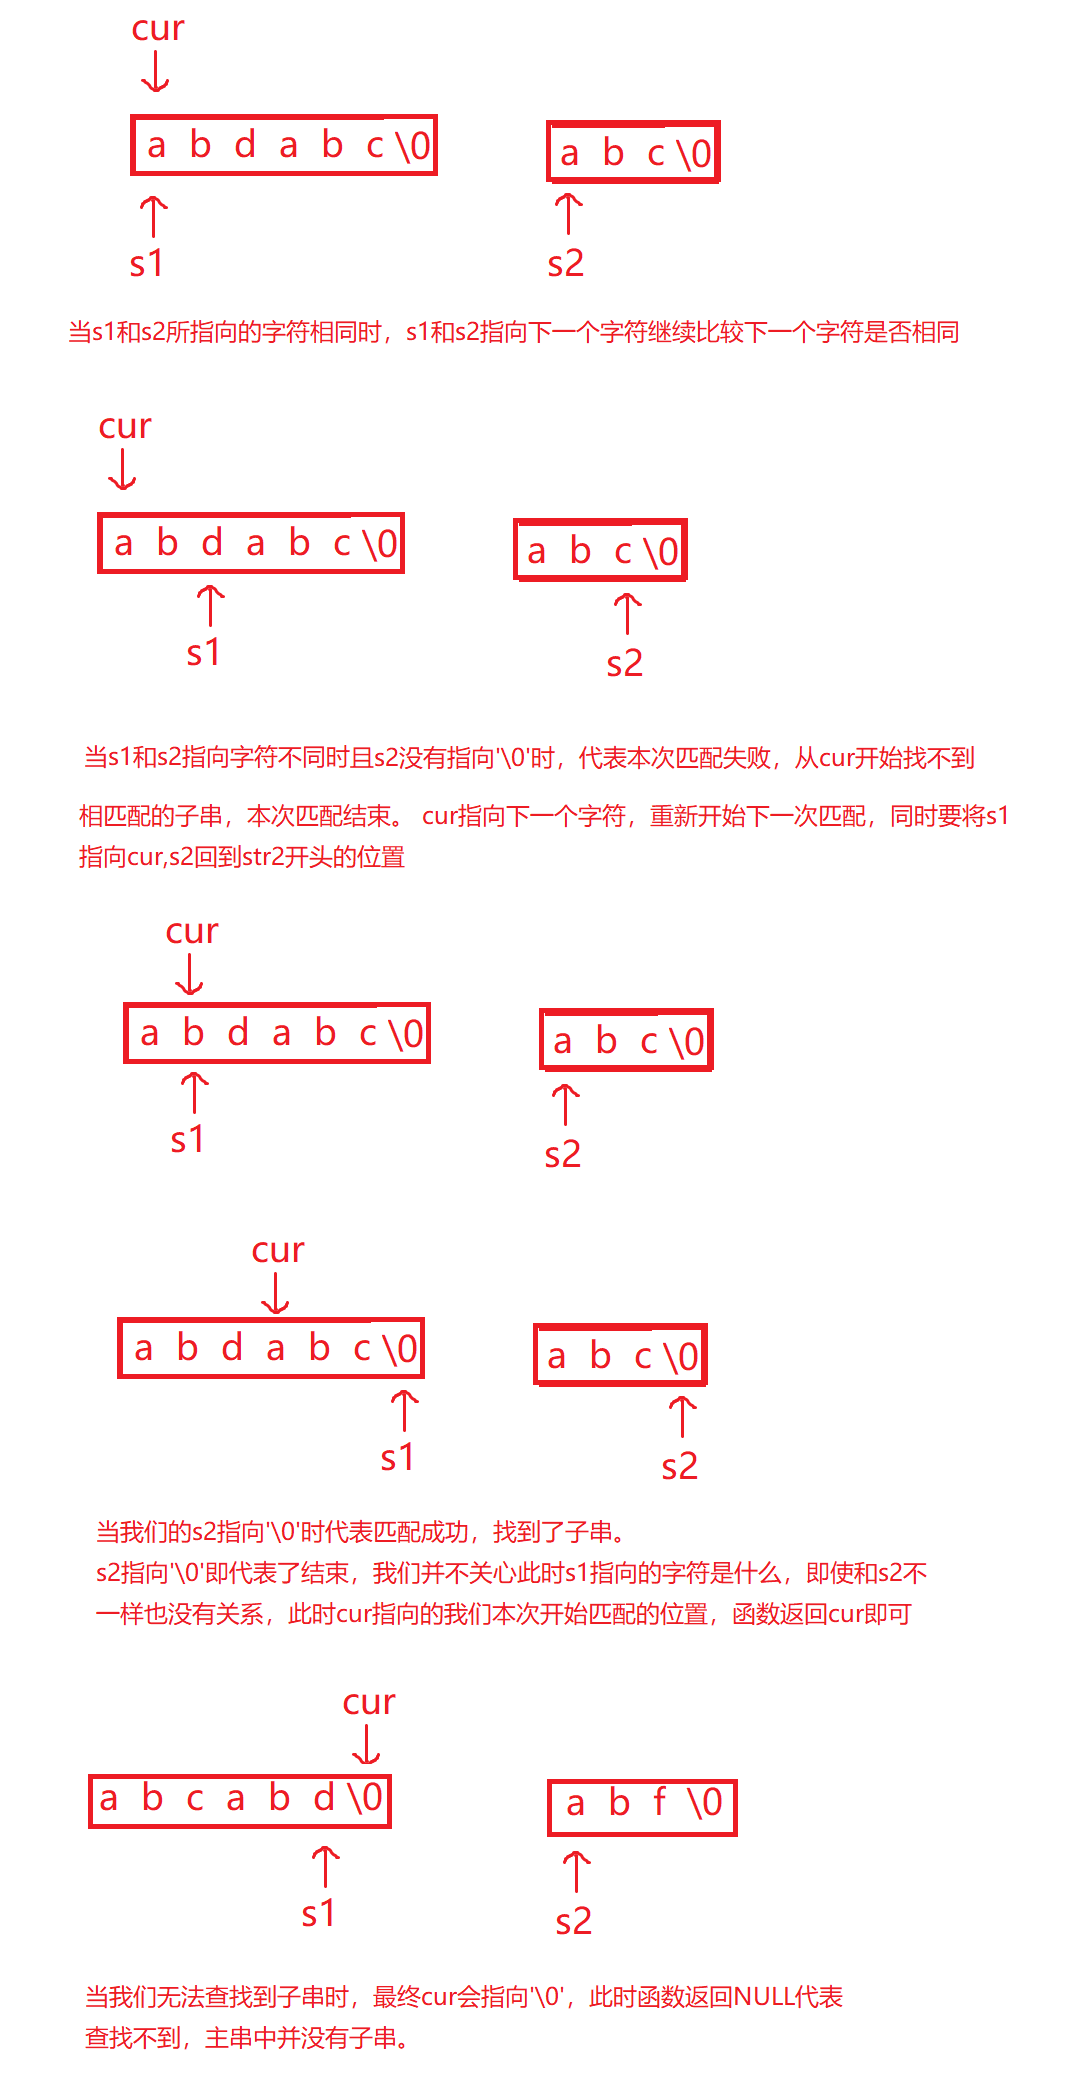 cur
a b d a b c \0 a b c \0
s1 s2
当s1和s2所指向的字符相同时，s1和s2指向下一个字符继续比较下一个字符是否相同
cur
a b d a b c \0 a b c \0
s1 s2
当s1和s2指向字符不同时且s2没有指向'\0'时，代表本次匹配失败，从cur开始找不到
相匹配的子串，本次匹配结束。 cur指向下一个字符，重新开始下一次匹配，同时要将s1
指向cur,s2回到str2开头的位置
cur
a b d a b c \0 a b c \0
s1 s2
cur
a b d a b c \0 a b c \0
s1 s2
当我们的s2指向'\0'时代表匹配成功，找到了子串。
s2指向'\0'即代表了结束，我们并不关心此时s1指向的字符是什么，即使和s2不
一样也没有关系，此时cur指向的我们本次开始匹配的位置，函数返回cur即可
cur
a b c a b d \0 a b f \0
s1 s2
当我们无法查找到子串时，最终cur会指向'\0'，此时函数返回NULL代表
查找不到，主串中并没有子串。